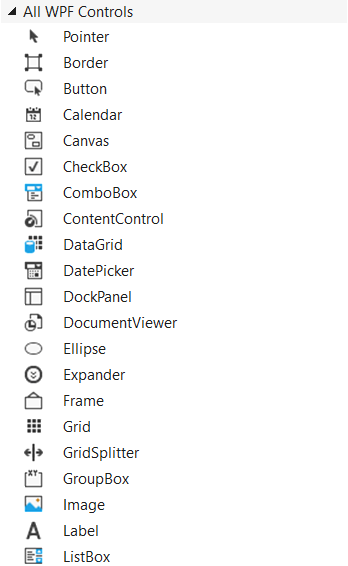 All WPF Controls
Pointer
Border
Button
Calendar
Canvas
CheckBox
ComboBox
ContentControl
DataGrid
DatePicker
DockPanel
DocumentViewer
Ellipse
Expander
Frame
Grid
GridSplitter
GroupBox
Image
Label
ListBox